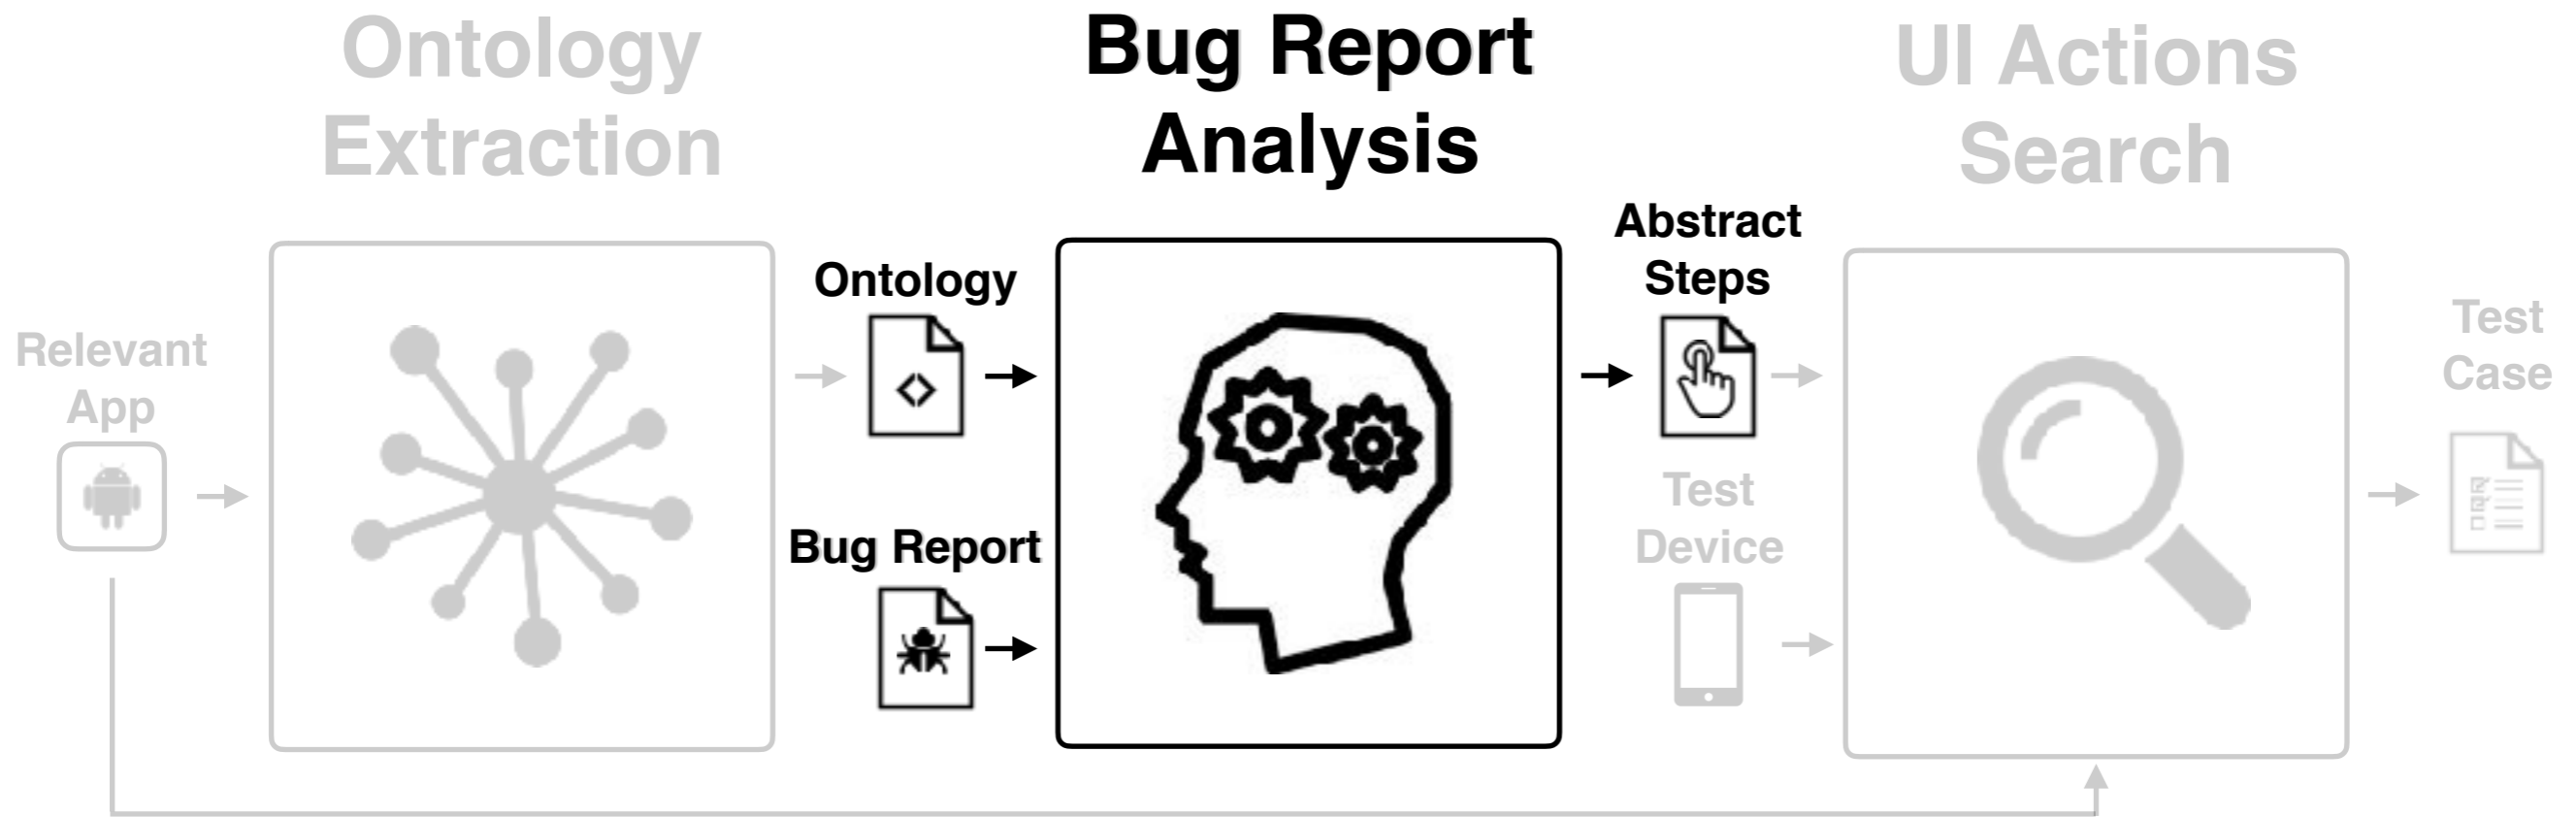 Ontology
Extraction
Bug Report
Analysis
UI Actions
Search
Relevant
App
Ontology
Bug Report
Abstract
Steps
Test
Device
Test
Case